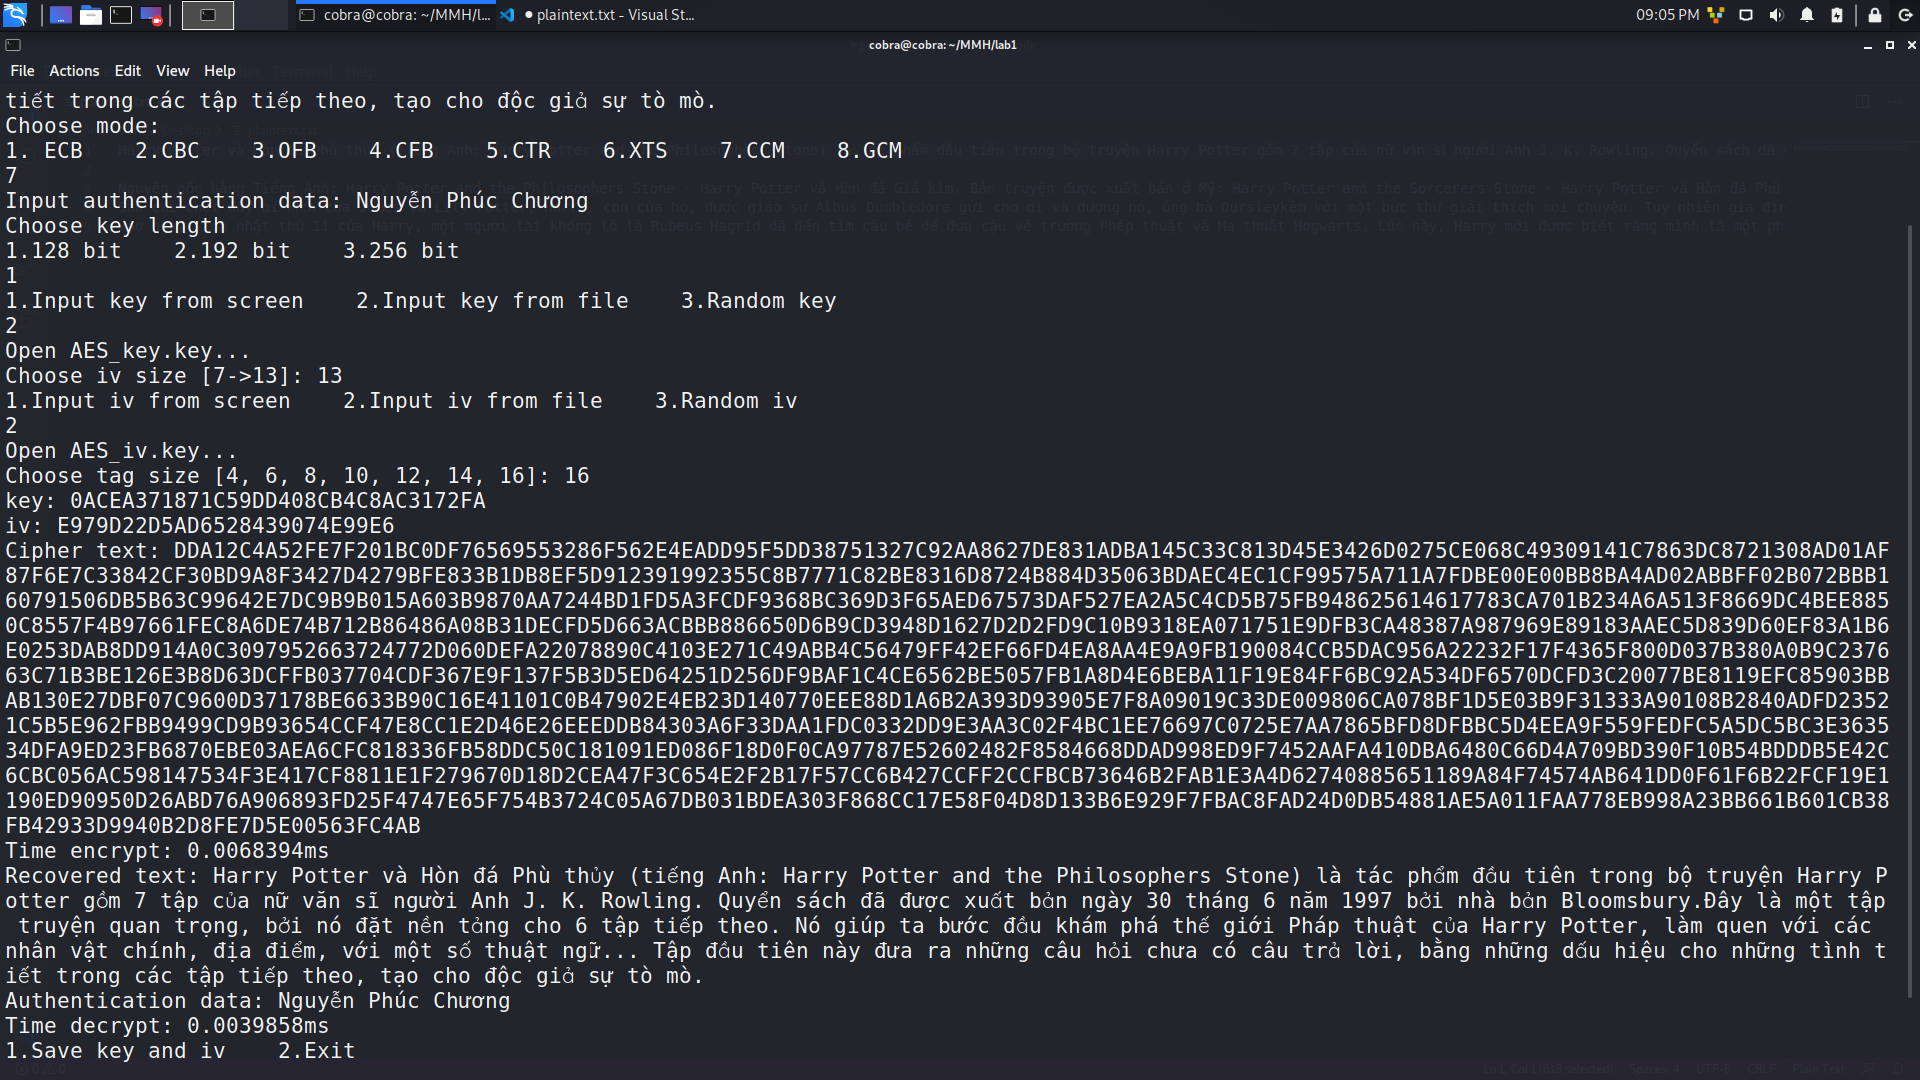 cobra@cobra: ~/MMH/l...
plaintext.txt - Visual St...
09:05 PM
cobra@cobra: ~/MMH/lab1
File Actions Edit View Help
tiết trong các tập tiếp theo, tạo cho độc giả sự tò mò.
Choose mode:
1. ECB    2.CBC    3.OFB    4.CFB    5.CTR    6.XTS    7.CCM    8.GCM
7
Input authentication data: Nguyễn Phúc Chương
Choose key length
1.128 bit    2.192 bit    3.256 bit
1
1.Input key from screen    2.Input key from file    3.Random key
2
Open AES_key.key...
Choose iv size [7->13]: 13
1.Input iv from screen    2.Input iv from file    3.Random iv
2
Open AES_iv.key...
Choose tag size [4, 6, 8, 10, 12, 14, 16]: 16
key: 0ACEA371871C59DD408CB4C8AC3172FA
iv: E979D22D5AD6528439074E99E6
Cipher text: DDA12C4A52FE7F201BC0DF76569553286F562E4EADD95F5DD38751327C92AA8627DE831ADBA145C33C813D45E3426D0275CE068C49309141C7863DC8721308AD01AF
87F6E7C33842CF30BD9A8F3427D4279BFE833B1DB8EF5D912391992355C8B7771C82BE8316D8724B884D35063BDAEC4EC1CF99575A711A7FDBE00E00BB8BA4AD02ABBFF02B072BBB1
60791506DB5B63C99642E7DC9B9B015A603B9870AA7244BD1FD5A3FCDF9368BC369D3F65AED67573DAF527EA2A5C4CD5B75FB948625614617783CA701B234A6A513F8669DC4BEE885
0C8557F4B97661FEC8A6DE74B712B86486A08B31DECFD5D663ACBBB886650D6B9CD3948D1627D2D2FD9C10B9318EA071751E9DFB3CA48387A987969E89183AAEC5D839D60EF83A1B6
E0253DAB8DD914A0C3097952663724772D060DEFA22078890C4103E271C49ABB4C56479FF42EF66FD4EA8AA4E9A9FB190084CCB5DAC956A22232F17F4365F800D037B380A0B9C2376
63C71B3BE126E3B8D63DCFFB037704CDF367E9F137F5B3D5ED64251D256DF9BAF1C4CE6562BE5057FB1A8D4E6BEBA11F19E84FF6BC92A534DF6570DCFD3C20077BE8119EFC85903BB
AB130E27DBF07C9600D37178BE6633B90C16E41101C0B47902E4EB23D140770EEE88D1A6B2A393D93905E7F8A09019C33DE009806CA078BF1D5E03B9F31333A90108B2840ADFD2352
1C5B5E962FBB9499CD9B93654CCF47E8CC1E2D46E26EEEDDB84303A6F33DAA1FDC0332DD9E3AA3C02F4BC1EE76697C0725E7AA7865BFD8DFBBC5D4EEA9F559FEDFC5A5DC5BC3E3635
34DFA9ED23FB6870EBE03AEA6CFC818336FB58DDC50C181091ED086F18D0F0CA97787E52602482F8584668DDAD998ED9F7452AAFA410DBA6480C66D4A709BD390F10B54BDDDB5E42C
6CBC056AC598147534F3E417CF8811E1F279670D18D2CEA47F3C654E2F2B17F57CC6B427CCFF2CCFBCB73646B2FAB1E3A4D62740885651189A84F74574AB641DD0F61F6B22FCF19E1
190ED90950D26ABD76A906893FD25F4747E65F754B3724C05A67DB031BDEA303F868CC17E58F04D8D133B6E929F7FBAC8FAD24D0DB54881AE5A011FAA778EB998A23BB661B601CB38
FB42933D9940B2D8FE7D5E00563FC4AB
Time encrypt: 0.0068394ms
Recovered text: Harry Potter và Hòn đá Phù thủy (tiếng Anh: Harry Potter and the Philosophers Stone) là tác phẩm đầu tiên trong bộ truyện Harry P
otter gồm 7 tập của nữ văn sĩ người Anh J. K. Rowling. Quyển sách đã được xuất bản ngày 30 tháng 6 năm 1997 bởi nhà bản Bloomsbury.Đây là một tập
truyện quan trọng, bởi nó đặt nền tảng cho 6 tập tiếp theo. Nó giúp ta bước đầu khám phá thế giới Pháp thuật của Harry Potter, làm quen với các
nhân vật chính, địa điểm, với một số thuật ngữ... Tập đầu tiên này đưa ra những câu hỏi chưa có câu trả lời, bằng những dấu hiệu cho những tình t
iết trong các tập tiếp theo, tạo cho độc giả sự tò mò.
Authentication data: Nguyễn Phúc Chương
Time decrypt: 0.0039858ms
1.Save key and iv    2.Exit